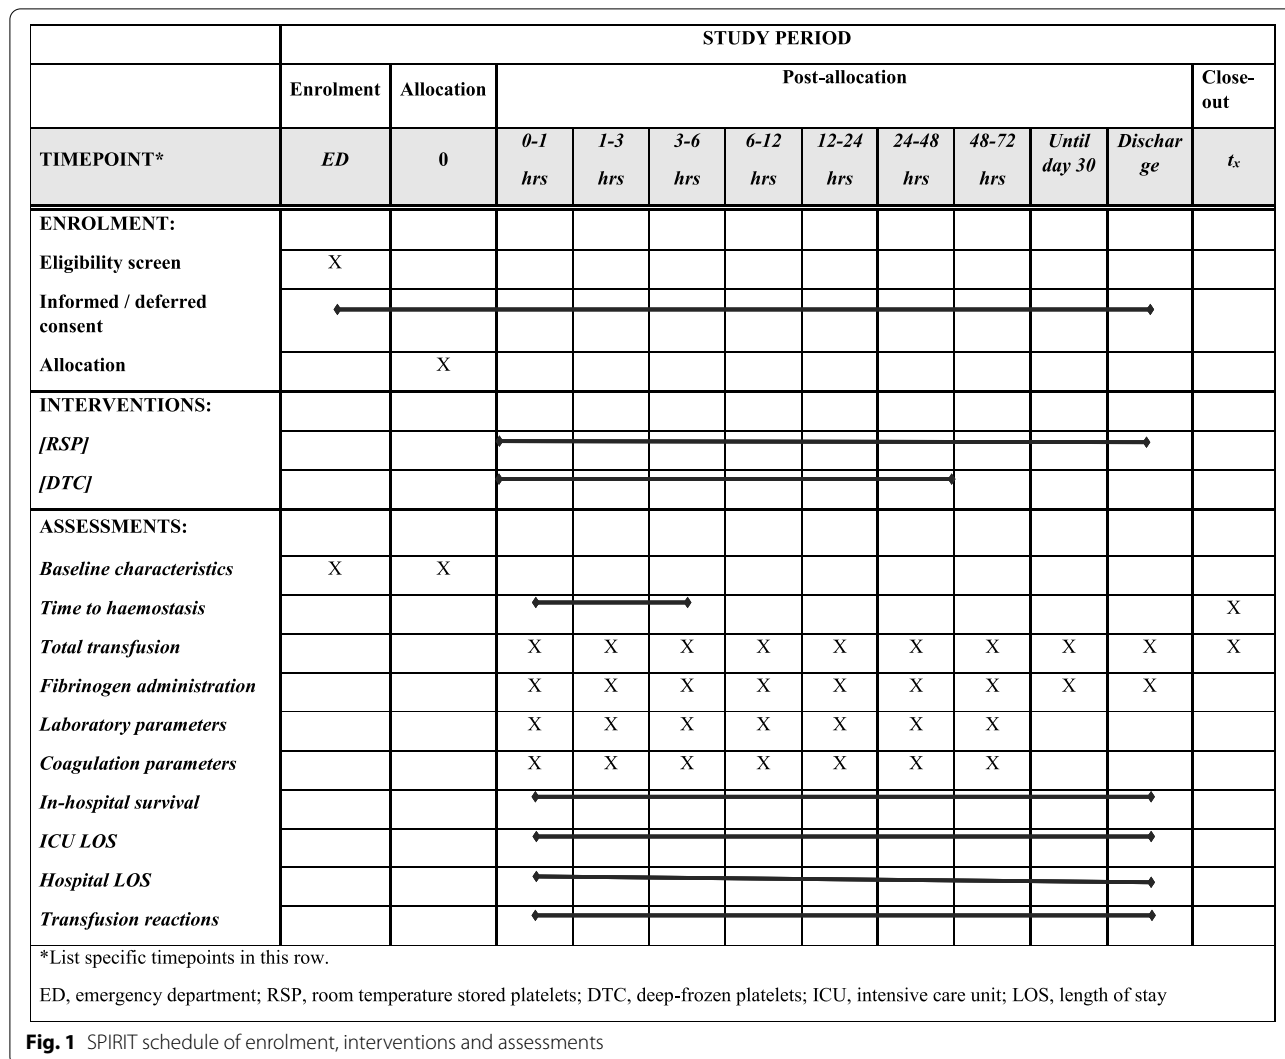 STUDY PERIOD
Enrolment Allocation Post-allocation Close-
out
TIMEPOINT* ED 0 0-1 hrs 1-3 hrs 3-6 hrs 6-12 hrs 12-24 hrs 24-48 hrs 48-72 hrs Until day 30 Dischar ge tx
ENROLMENT:
Eligibility screen X
Informed / deferred
consent
Allocation X
INTERVENTIONS:
[RSP]
[DTC]
ASSESSMENTS:
Baseline characteristics X X
Time to haemostasis X
Total transfusion X X X X X X X X X X
Fibrinogen administration X X X X X X X X X
Laboratory parameters X X X X X X X
Coagulation parameters X X X X X X X
In-hospital survival
ICU LOS
Hospital LOS
Transfusion reactions
*List specific timepoints in this row.
ED, emergency department; RSP, room temperature stored platelets; DTC, deep-frozen platelets; ICU, intensive care unit; LOS, length of stay
Fig. 1 SPIRIT schedule of enrolment, interventions and assessments